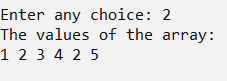 Enter any choice: 2
The values of the array:
1 2 3 4 2 5